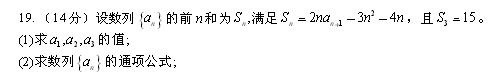 19.（14分）设数列{aₙ}的前n和为Sₙ,满足Sₙ=2naₙ₊₁−3n²−4n，且S₃=15。
(1)求a₁,a₂,a₃的值;
(2)求数列{aₙ}的通项公式;